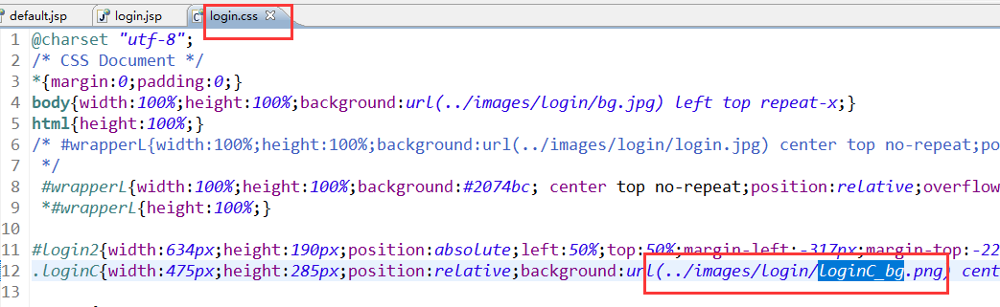 default.jsp login.jsp login.css
1 @charset "utf-8";
2 /* CSS Document */
3 *{margin:0;padding:0;}
4 body{width:100%;height:100%;background:url(../images/login/bg.jpg) left top repeat-x;}
5 html{height:100%;}
6 /* #wrapperL{width:100%;height:100%;background:url(../images/login/login.jpg) center top no-repeat;po
7 */
8 #wrapperL{width:100%;height:100%;background:#2074bc; center top no-repeat;position:relative;overflow
9 *#wrapperL{height:100%;}
10
11 #login2{width:634px;height:190px;position:absolute;left:50%;top:50%;margin-left:-317px;margin-top:-22
12 .loginC{width:475px;height:285px;position:relative;background:url(../images/login/loginC_bg.png) cent
13